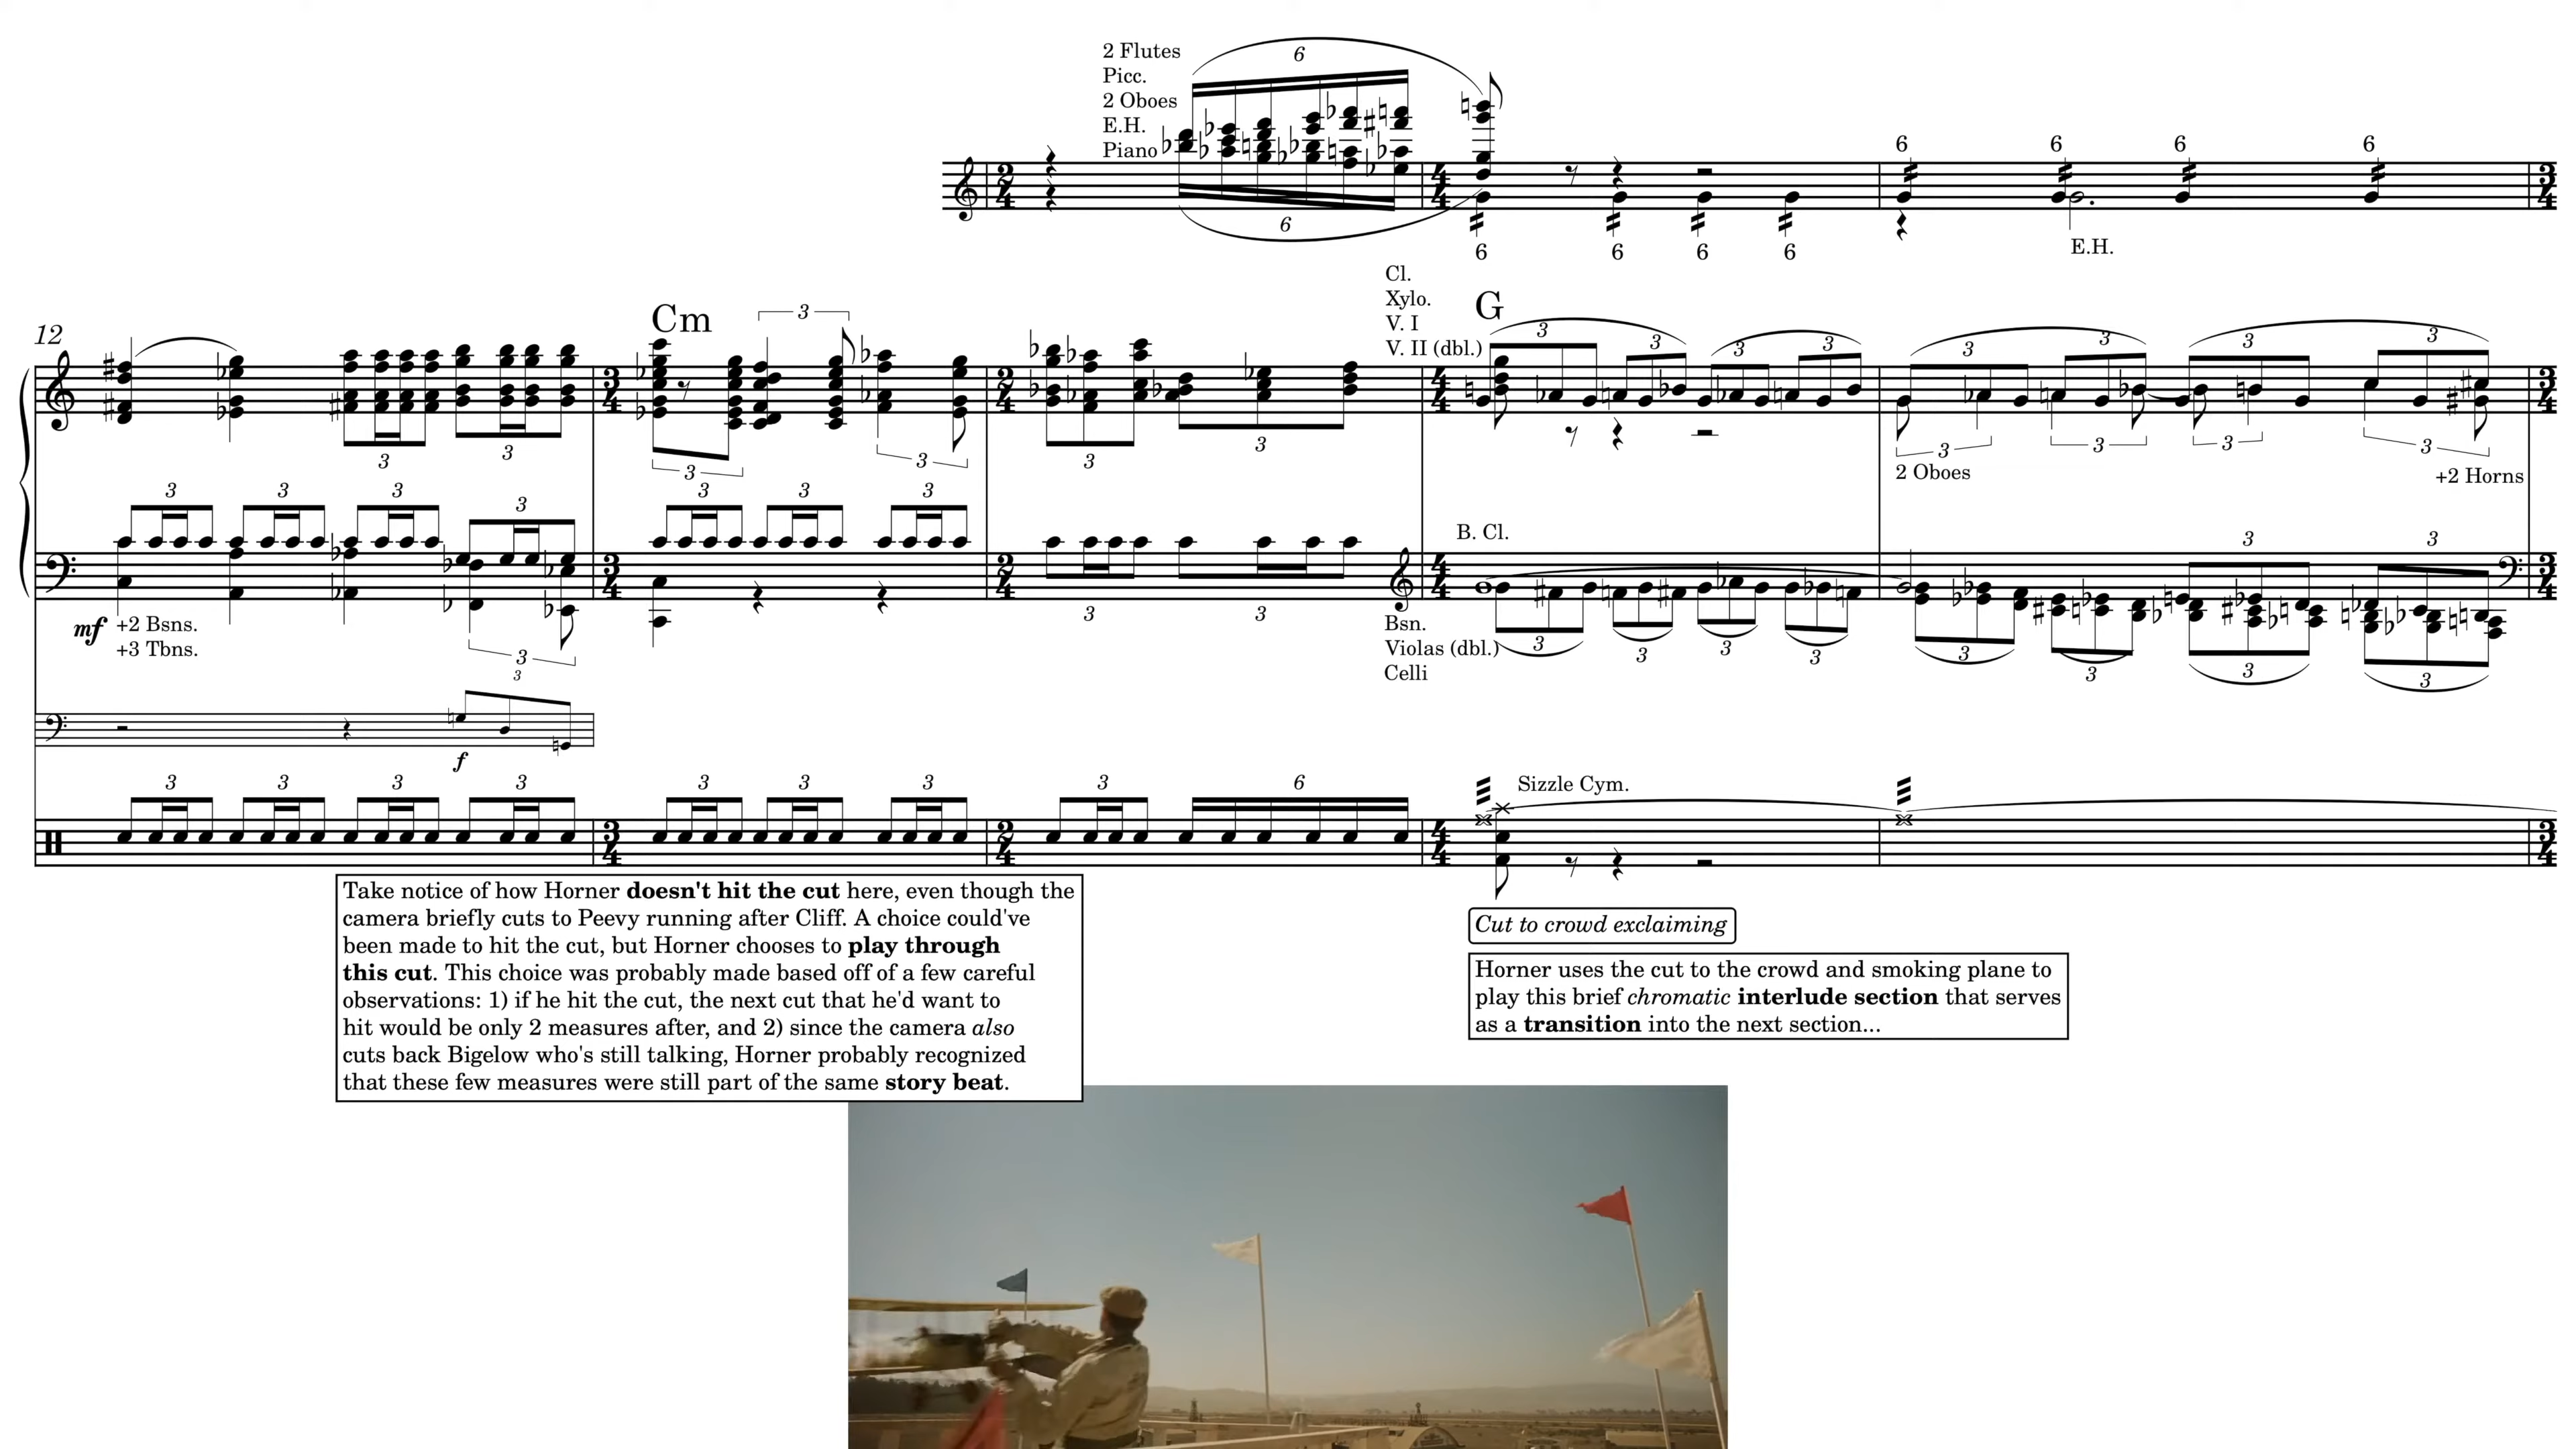 2 Flutes
Picc.
2 Oboes
E.H.
Piano
6
6
6 6 6 6
6 6 6 6
E.H.
12
Cm
3
3
3
3
3
3
3
Cl.
Xylo.
V. I
V. II (dbl.)
G
3 3 3 3
3 3 3 3
3 3 3 3
2 Oboes
+2 Horns
3 3 3 3
3 3 3
mf
+2 Bsns.
+3 Tbns.
3
3 3
B. Cl.
Bsn.
Violas (dbl.)
Celli
3 3 3 3
3 3
3 3 3 3
3
f
3 3 3 3
3 3 3
3 6
Sizzle Cym.
3/4 2/4 4/4 3/4
Take notice of how Horner doesn't hit the cut here, even though the
camera briefly cuts to Peevy running after Cliff. A choice could've
been made to hit the cut, but Horner chooses to play through
this cut. This choice was probably made based off of a few careful
observations: 1) if he hit the cut, the next cut that he'd want to
hit would be only 2 measures after, and 2) since the camera also
cuts back Bigelow who's still talking, Horner probably recognized
that these few measures were still part of the same story beat.
Cut to crowd exclaiming
Horner uses the cut to the crowd and smoking plane to
play this brief chromatic interlude section that serves
as a transition into the next section...